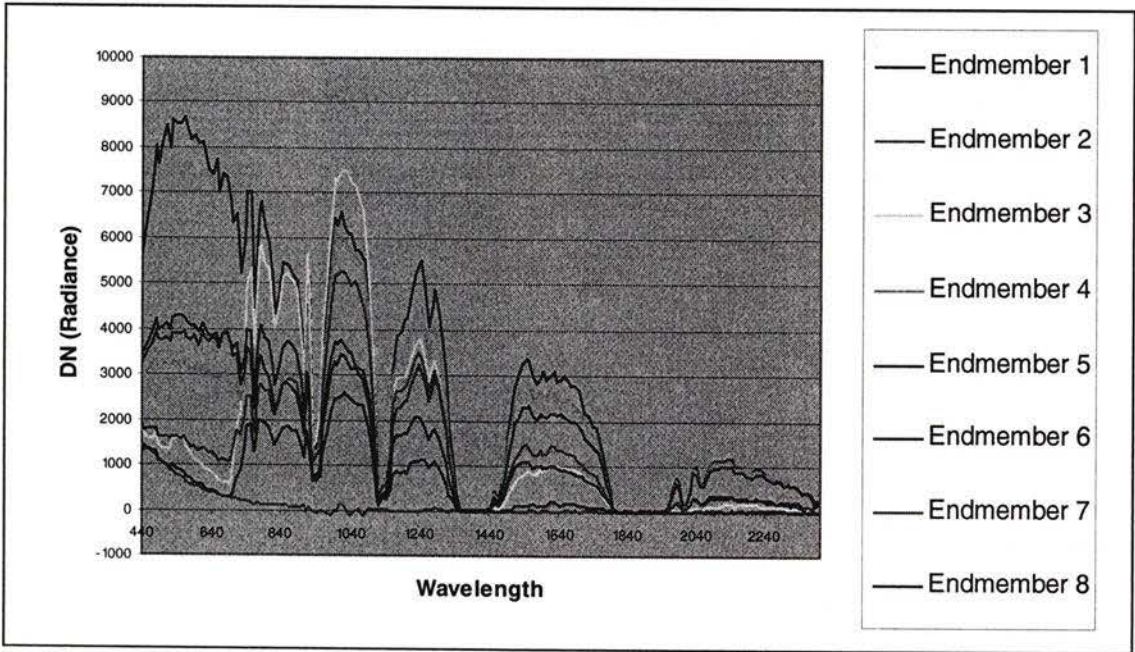 10000
9000
8000
7000
6000
5000
4000
3000
2000
1000
0
-1000
DN (Radiance)
440 640 840 1040 1240 1440 1640 1840 2040 2240
Wavelength
Endmember 1
Endmember 2
Endmember 3
Endmember 4
Endmember 5
Endmember 6
Endmember 7
Endmember 8